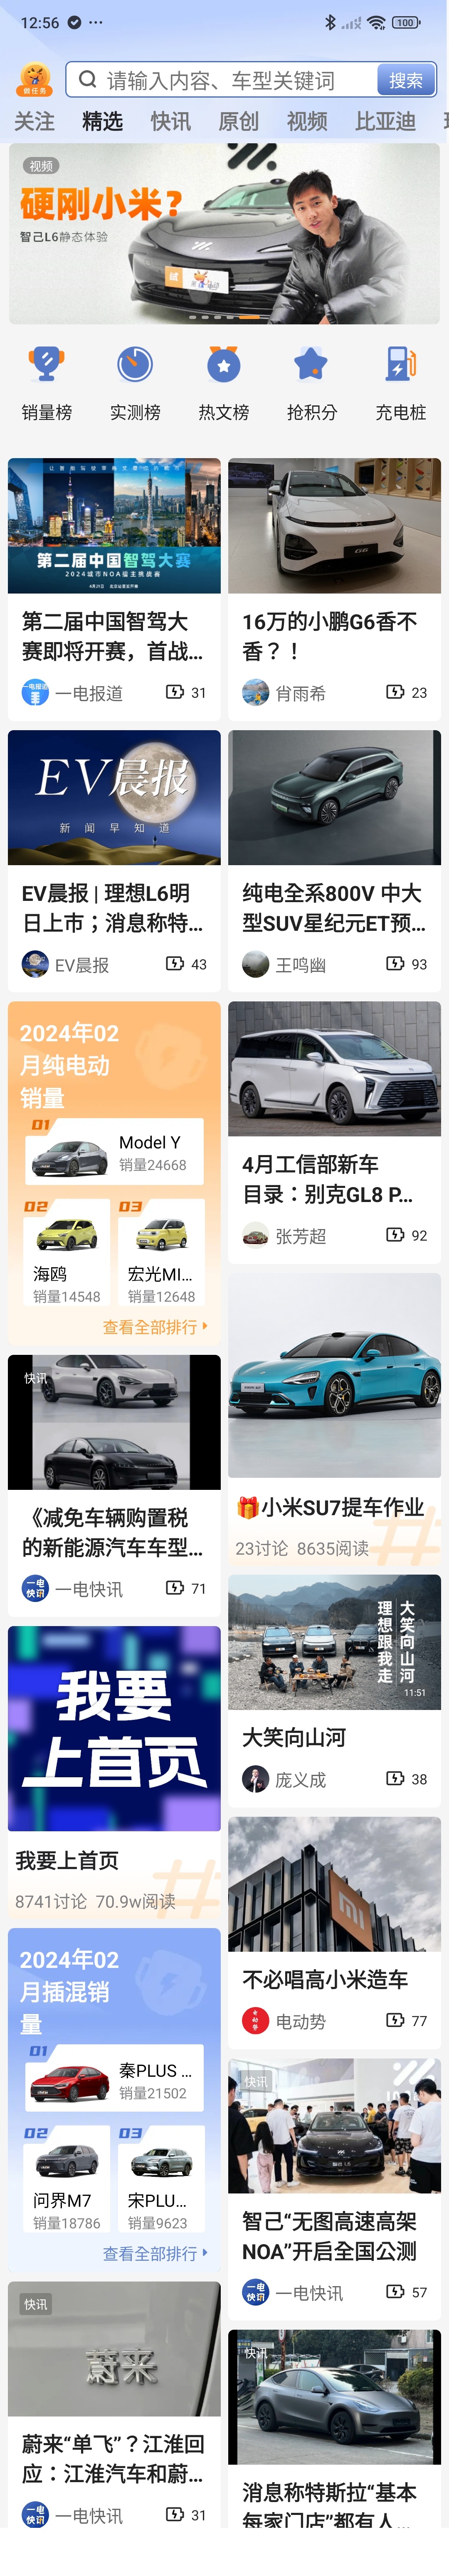 12:56
100
做任务
请输入内容、车型关键词
搜索
关注 精选 快讯 原创 视频 比亚迪
视频
硬刚小米？
智己L6静态体验
销量榜 实测榜 热文榜 抢积分 充电桩
第二届中国智驾大赛
2024城市NOA擂主挑战赛
第二届中国智驾大
赛即将开赛，首战...
一电报道 31
G6
16万的小鹏G6香不
香？！
肖雨希 23
EV晨报
新闻早知道
EV晨报 | 理想L6明
日上市；消息称特...
EV晨报 43
纯电全系800V 中大
型SUV星纪元ET预...
王鸣幽 93
2024年02
月纯电动
销量
01
Model Y
销量24668
02
海鸥
销量14548
03
宏光MI...
销量12648
查看全部排行
4月工信部新车
目录：别克GL8 P...
张芳超 92
快讯
《减免车辆购置税
的新能源汽车车型...
一电快讯 71
小米SU7提车作业
23讨论 8635阅读
大笑向山河
理想跟我走
11:51
大笑向山河
庞义成 38
我要
上首页
我要上首页
8741讨论 70.9w阅读
不必唱高小米造车
电动势 77
2024年02
月插混销
量
01
秦PLUS ...
销量21502
02
问界M7
销量18786
03
宋PLU...
销量9623
查看全部排行
快讯
智己“无图高速高架
NOA”开启全国公测
一电快讯 57
快讯
蔚来
蔚来“单飞”？江淮回
应：江淮汽车和蔚...
一电快讯 31
快讯
消息称特斯拉“基本
每家门店”都有人...